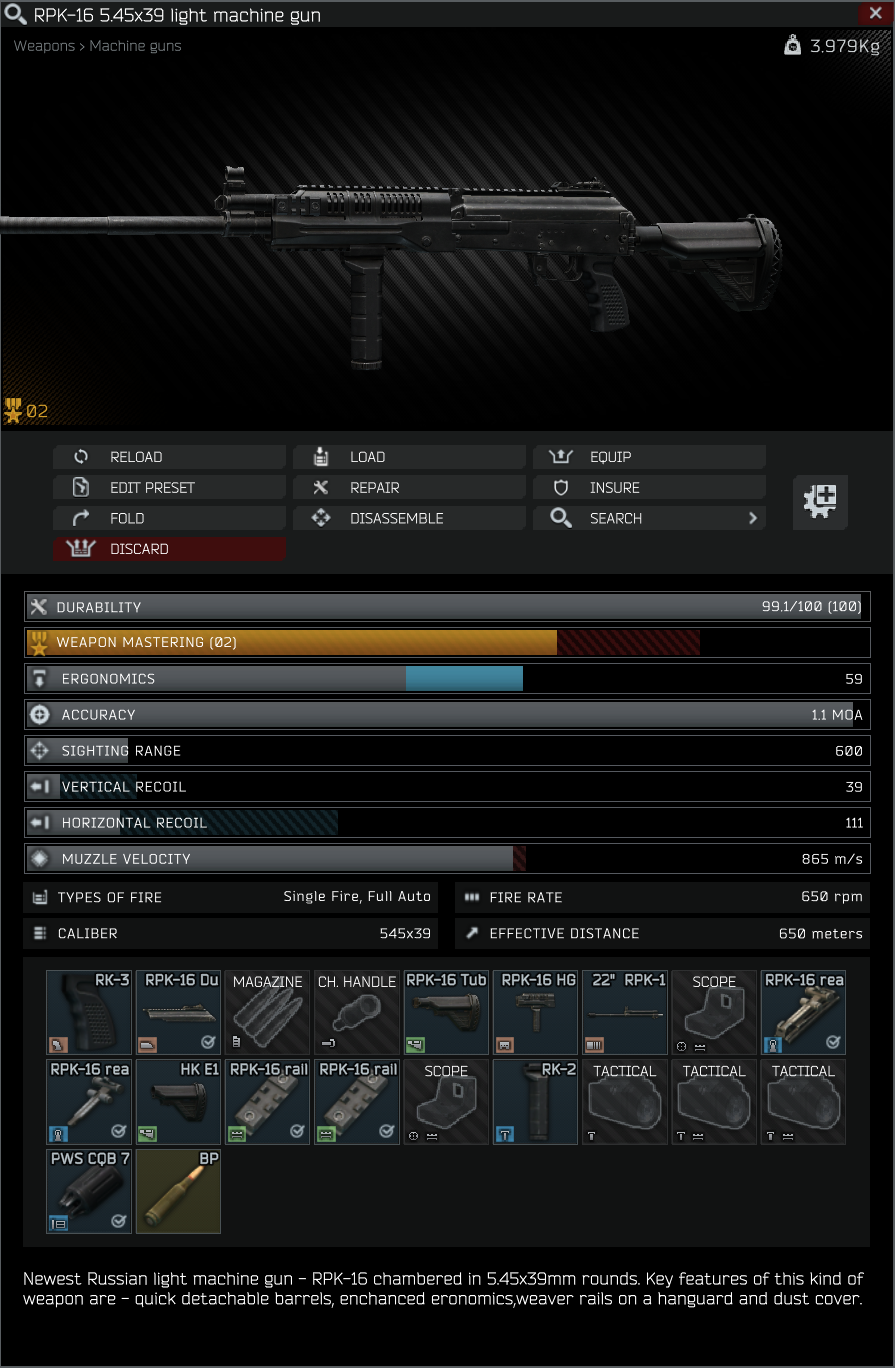 RPK-16 5.45x39 light machine gun
Weapons > Machine guns
3.979Kg
02
RELOAD
LOAD
EQUIP
EDIT PRESET
REPAIR
INSURE
FOLD
DISASSEMBLE
SEARCH
DISCARD
DURABILITY 99.1/100 (100)
WEAPON MASTERING (02)
ERGONOMICS 59
ACCURACY 1.1 MOA
SIGHTING RANGE 600
VERTICAL RECOIL 39
HORIZONTAL RECOIL 111
MUZZLE VELOCITY 865 m/s
TYPES OF FIRE Single Fire, Full Auto
FIRE RATE 650 rpm
CALIBER 545x39
EFFECTIVE DISTANCE 650 meters
RK-3
RPK-16 Du
MAGAZINE
CH. HANDLE
RPK-16 Tub
RPK-16 HG
22" RPK-1
SCOPE
RPK-16 rea
RPK-16 rea
HK E1
RPK-16 rail
RPK-16 rail
SCOPE
RK-2
TACTICAL
TACTICAL
TACTICAL
PWS CQB 7
BP
Newest Russian light machine gun - RPK-16 chambered in 5.45x39mm rounds. Key features of this kind of
weapon are - quick detachable barrels, enchanced eronomics,weaver rails on a hanguard and dust cover.